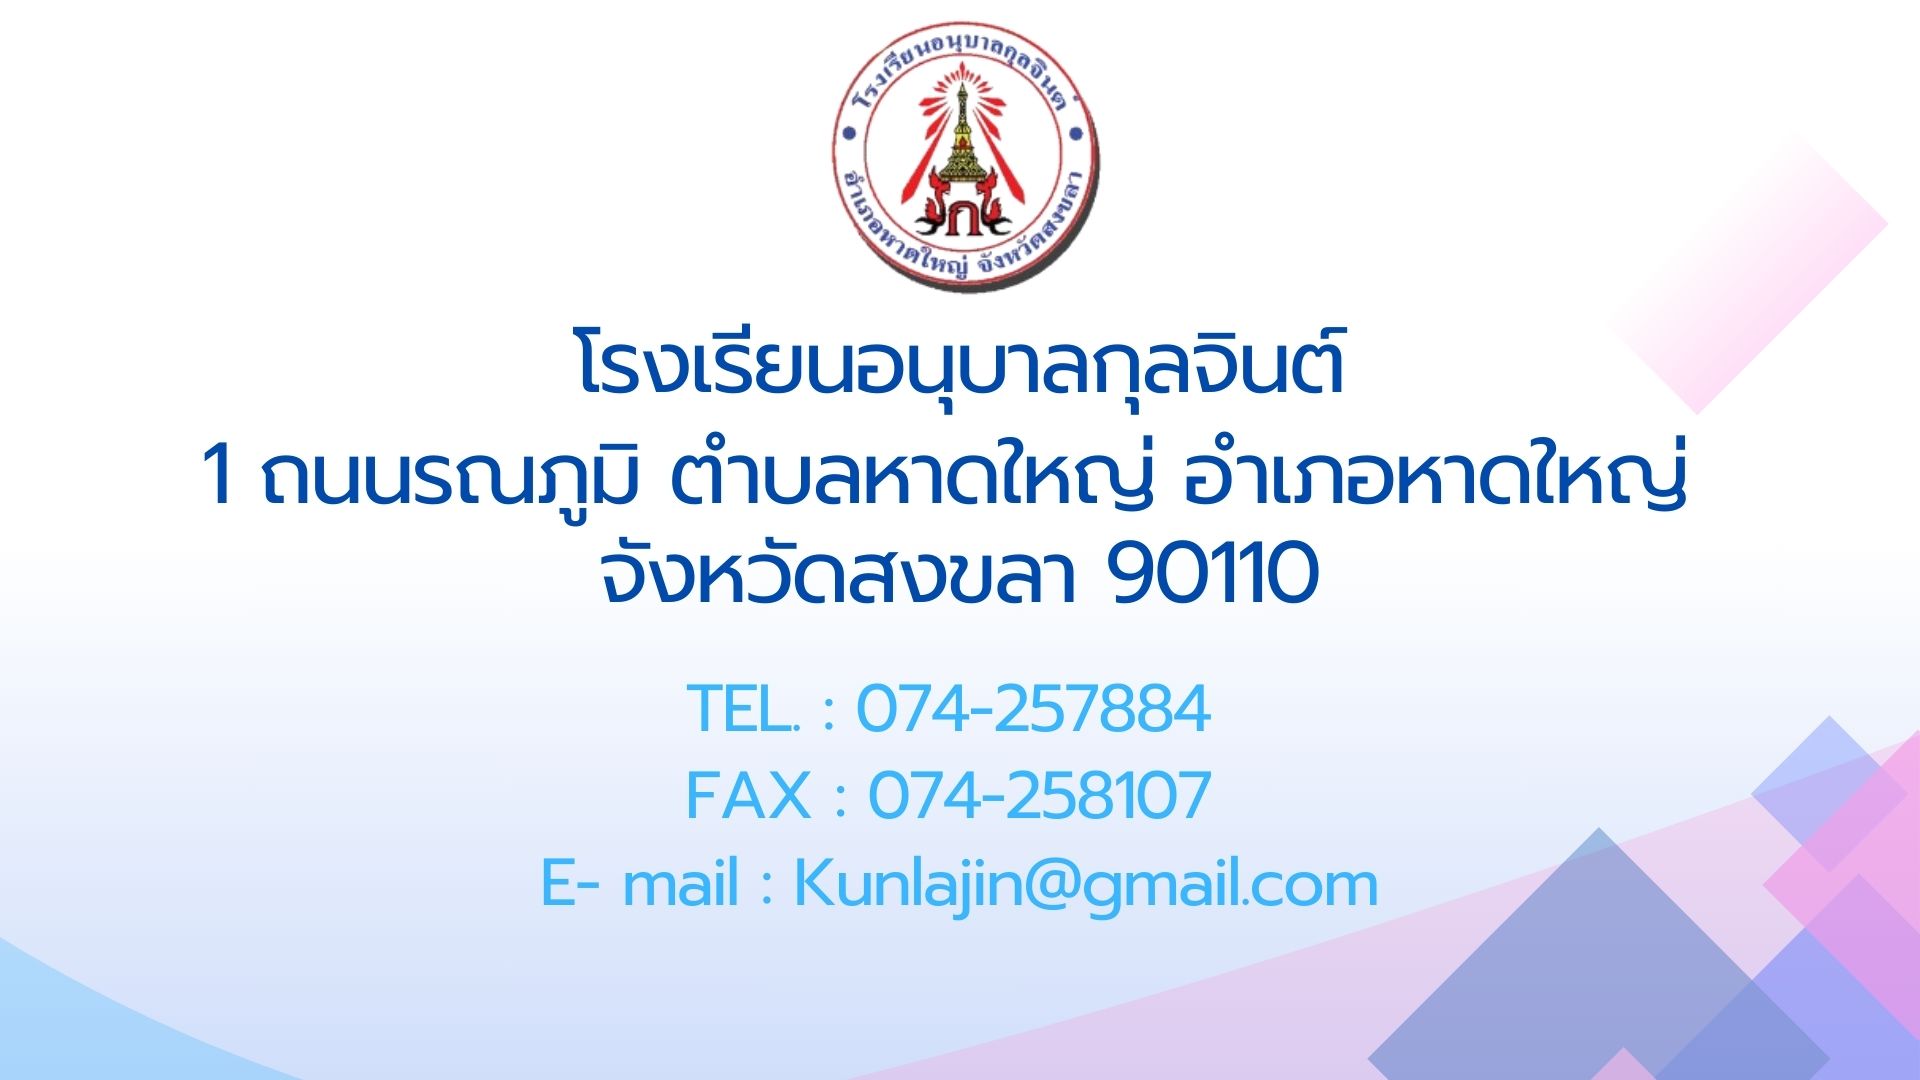 โรงเรียนอนุบาลกุลจินต์
อำเภอหาดใหญ่ จังหวัดสงขลา
ก
โรงเรียนอนุบาลกุลจินต์
1 ถนนรณภูมิ ตำบลหาดใหญ่ อำเภอหาดใหญ่
จังหวัดสงขลา 90110
TEL. : 074-257884
FAX : 074-258107
E- mail : Kunlajin@gmail.com